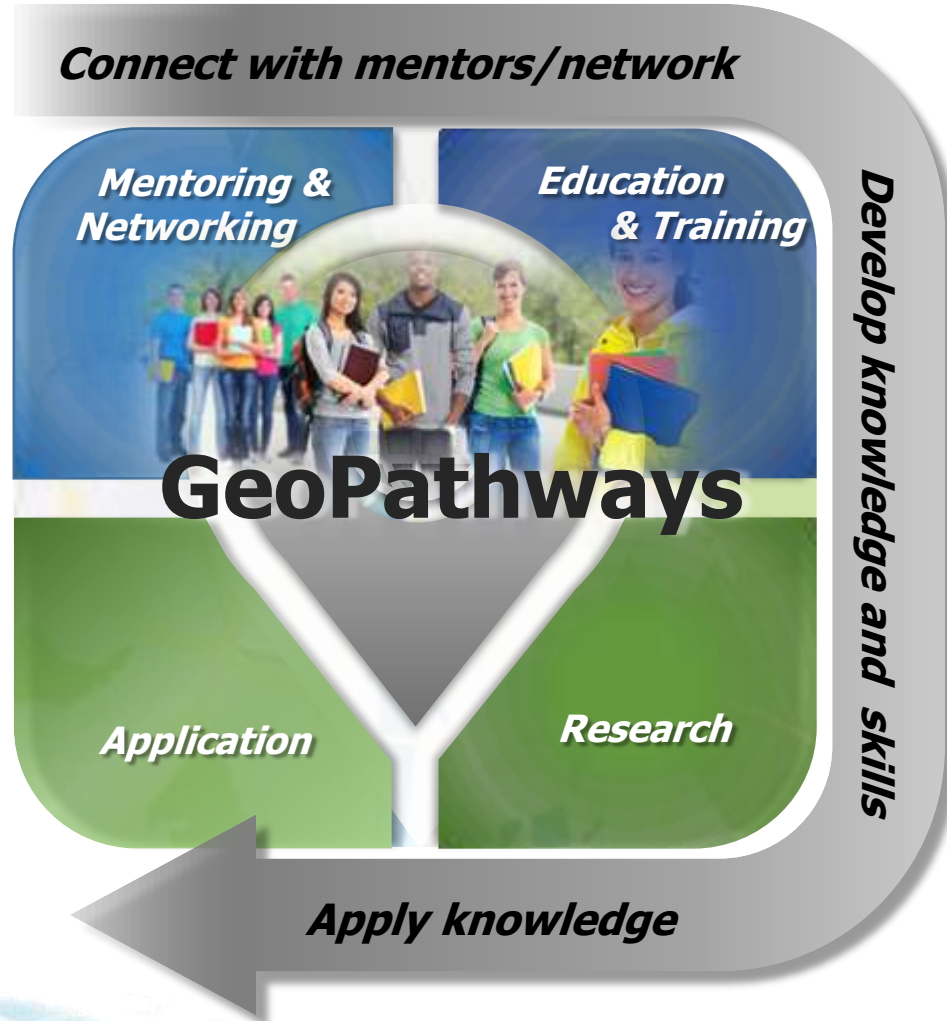 Connect with mentors/network
Mentoring &
Networking
Education
& Training
Develop knowledge and skills
GeoPathways
Application
Research
Apply knowledge